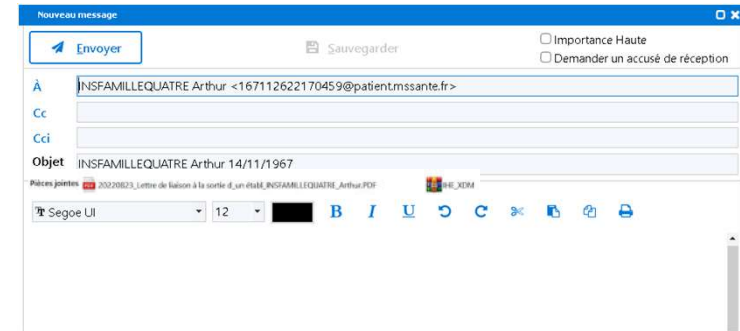 Nouveau message
Envoyer
Sauvegarder
Importance Haute
Demander un accusé de réception
À INSFAMILLEQUATRE Arthur <167112622170459@patient.mssante.fr>
Cc
Cci
Objet INSFAMILLEQUATRE Arthur 14/11/1967
Pièces jointes 20220823_Lettre de liaison à la sortie d_un établ_INSFAMILLEQUATRE_Arthur.PDF IHE_XDM
Segoe UI 12 B I U